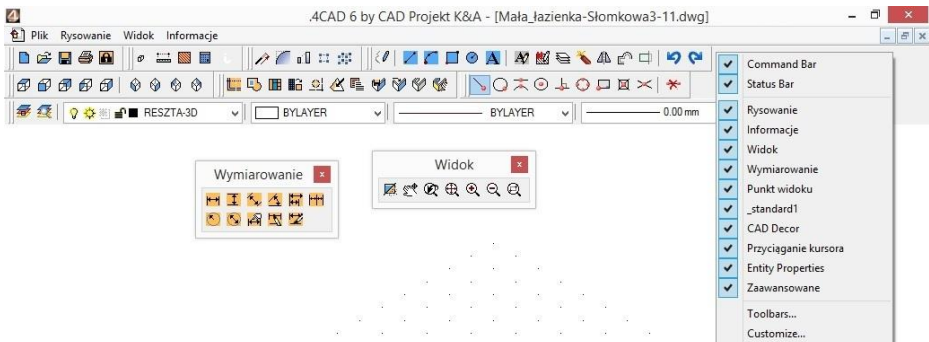 .4CAD 6 by CAD Projekt K&A - [Mała_łazienka-Słomkowa3-11.dwg]
Plik Rysowanie Widok Informacje
RESZTA-3D BYLAYER BYLAYER 0.00 mm
Command Bar
Status Bar
Rysowanie
Informacje
Widok
Wymiarowanie
Punkt widoku
_standard1
CAD Decor
Przyciąganie kursora
Entity Properties
Zaawansowane
Toolbars...
Customize...
Wymiarowanie
Widok